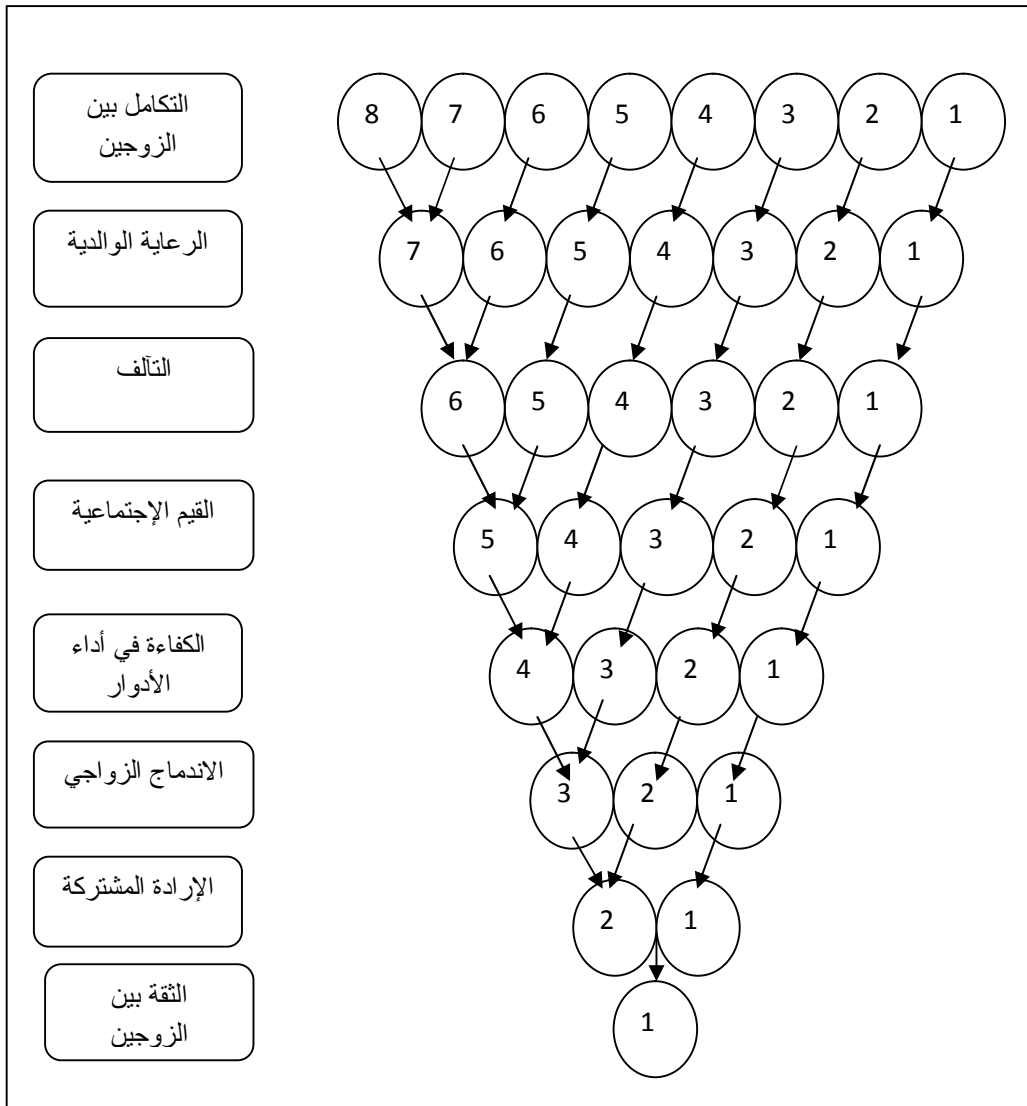 التكامل بين
الزوجين
8 7 6 5 4 3 2 1
الرعاية الوالدية
7 6 5 4 3 2 1
التآلف
6 5 4 3 2 1
القيم الإجتماعية
5 4 3 2 1
الكفاءة في أداء
الأدوار
4 3 2 1
الاندماج الزواجي
3 2 1
الإرادة المشتركة
2 1
الثقة بين
الزوجين
1